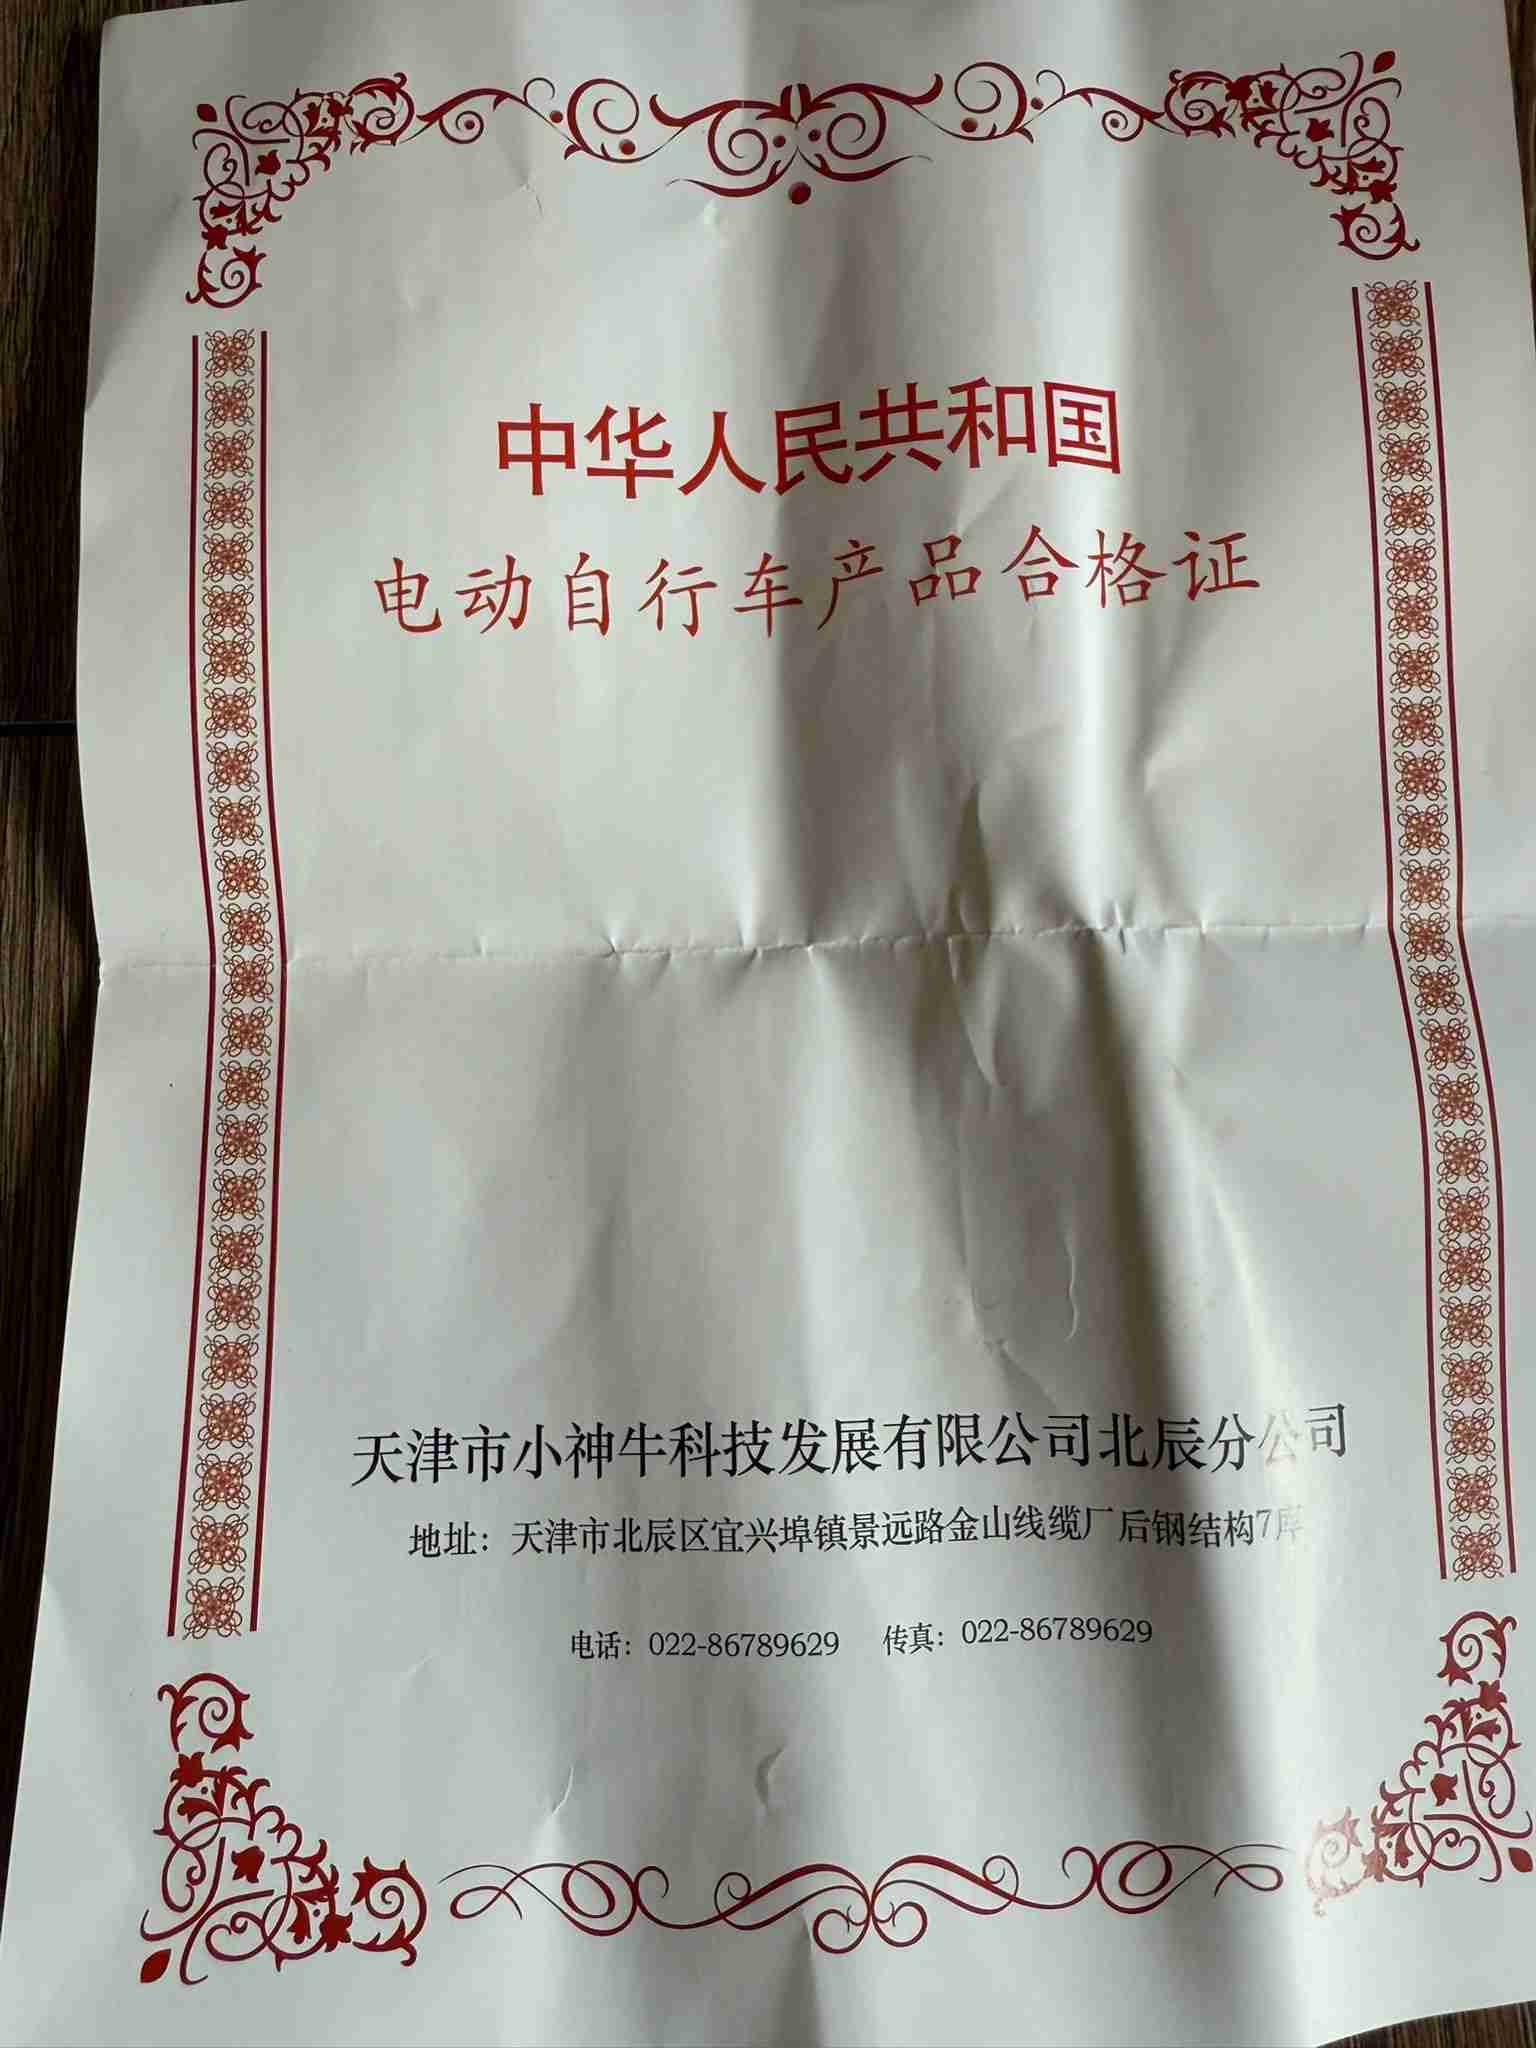 中华人民共和国
电动自行车产品合格证
天津市小神牛科技发展有限公司北辰分公司
地址：天津市北辰区宜兴埠镇景远路金山线缆厂后钢结构7库
电话：022-86789629 传真：022-86789629